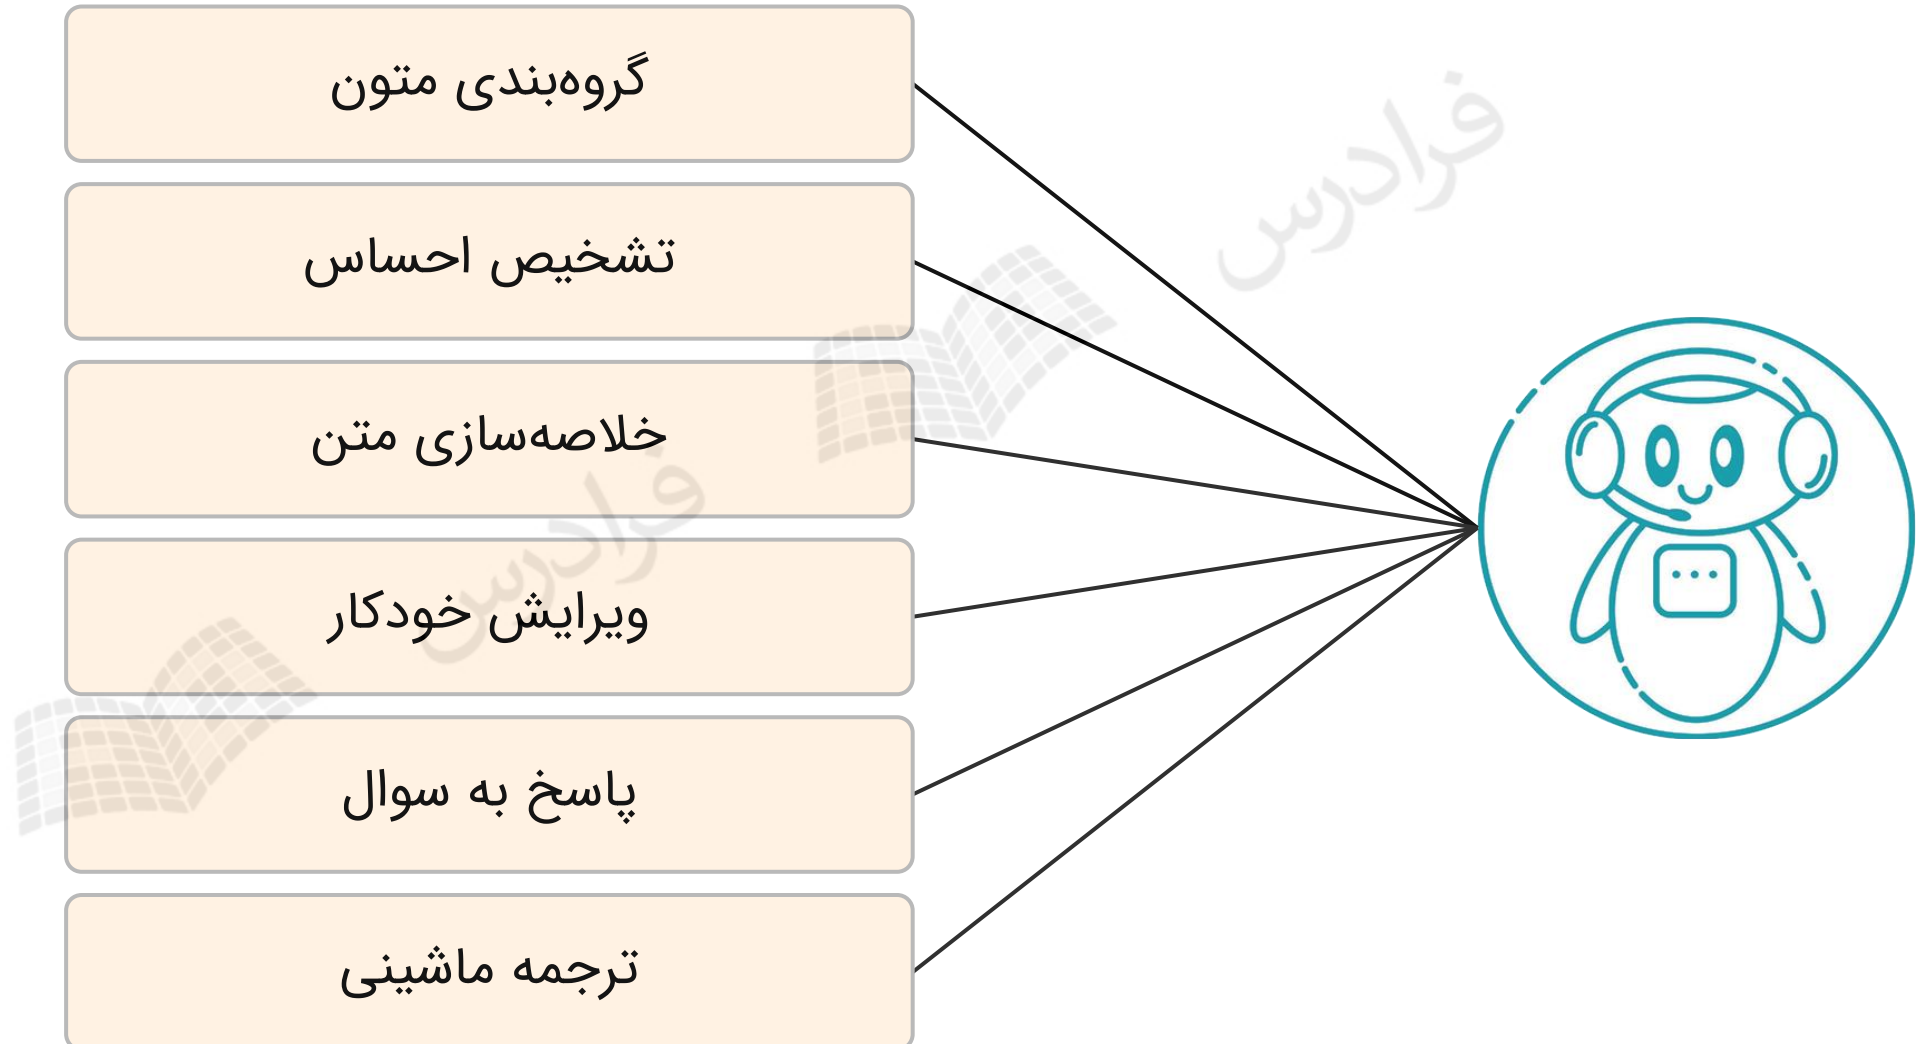 گروه‌بندی متون
تشخیص احساس
خلاصه‌سازی متن
ویرایش خودکار
پاسخ به سوال
ترجمه ماشینی
فرادرس
فرادرس